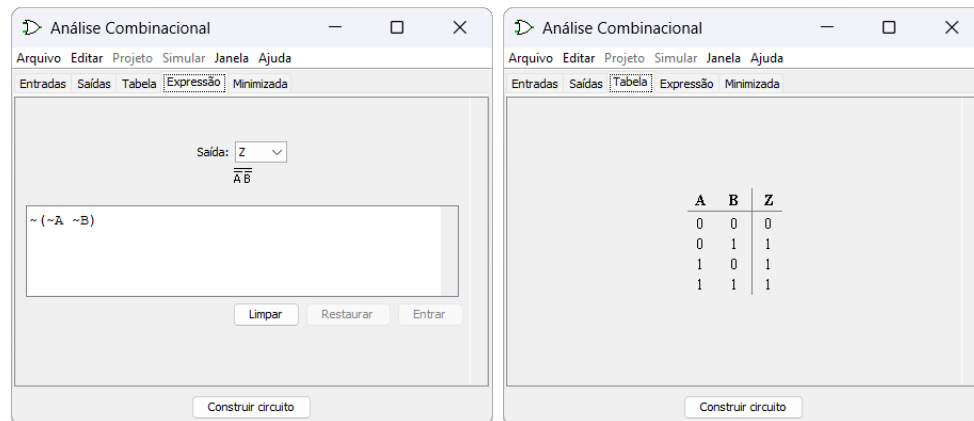 Análise Combinacional
Arquivo Editar Projeto Simular Janela Ajuda
Entradas Saídas Tabela Expressão Minimizada
Saída: Z
A B
~(~A ~B)
Limpar Restaurar Entrar
Construir circuito
Análise Combinacional
Arquivo Editar Projeto Simular Janela Ajuda
Entradas Saídas Tabela Expressão Minimizada
A B Z
0 0 0
0 1 1
1 0 1
1 1 1
Construir circuito